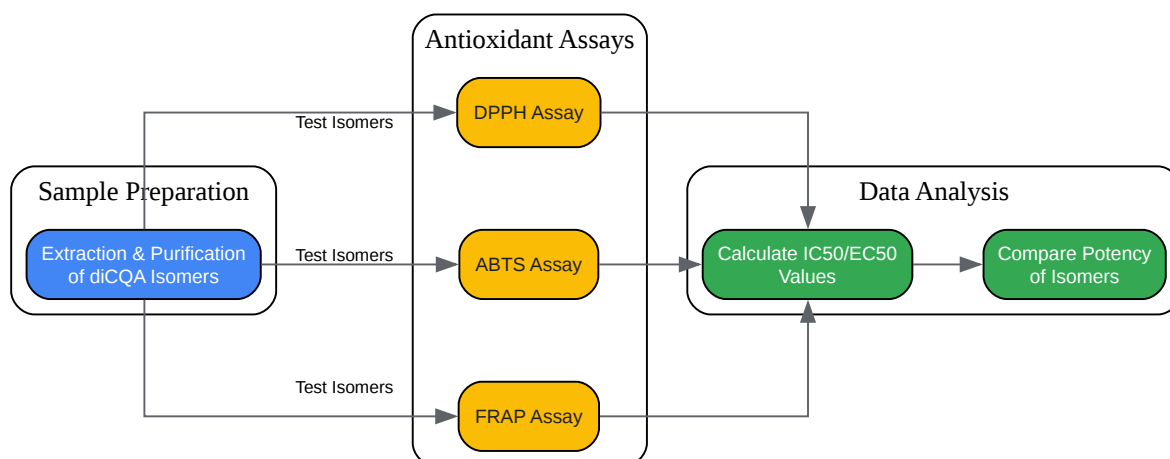 Antioxidant Assays
DPPH Assay
Test Isomers
Sample Preparation
Data Analysis
Extraction & Purification
of diCQA Isomers
Test Isomers
ABTS Assay
Calculate IC50/EC50
Values
Compare Potency
of Isomers
Test Isomers
FRAP Assay